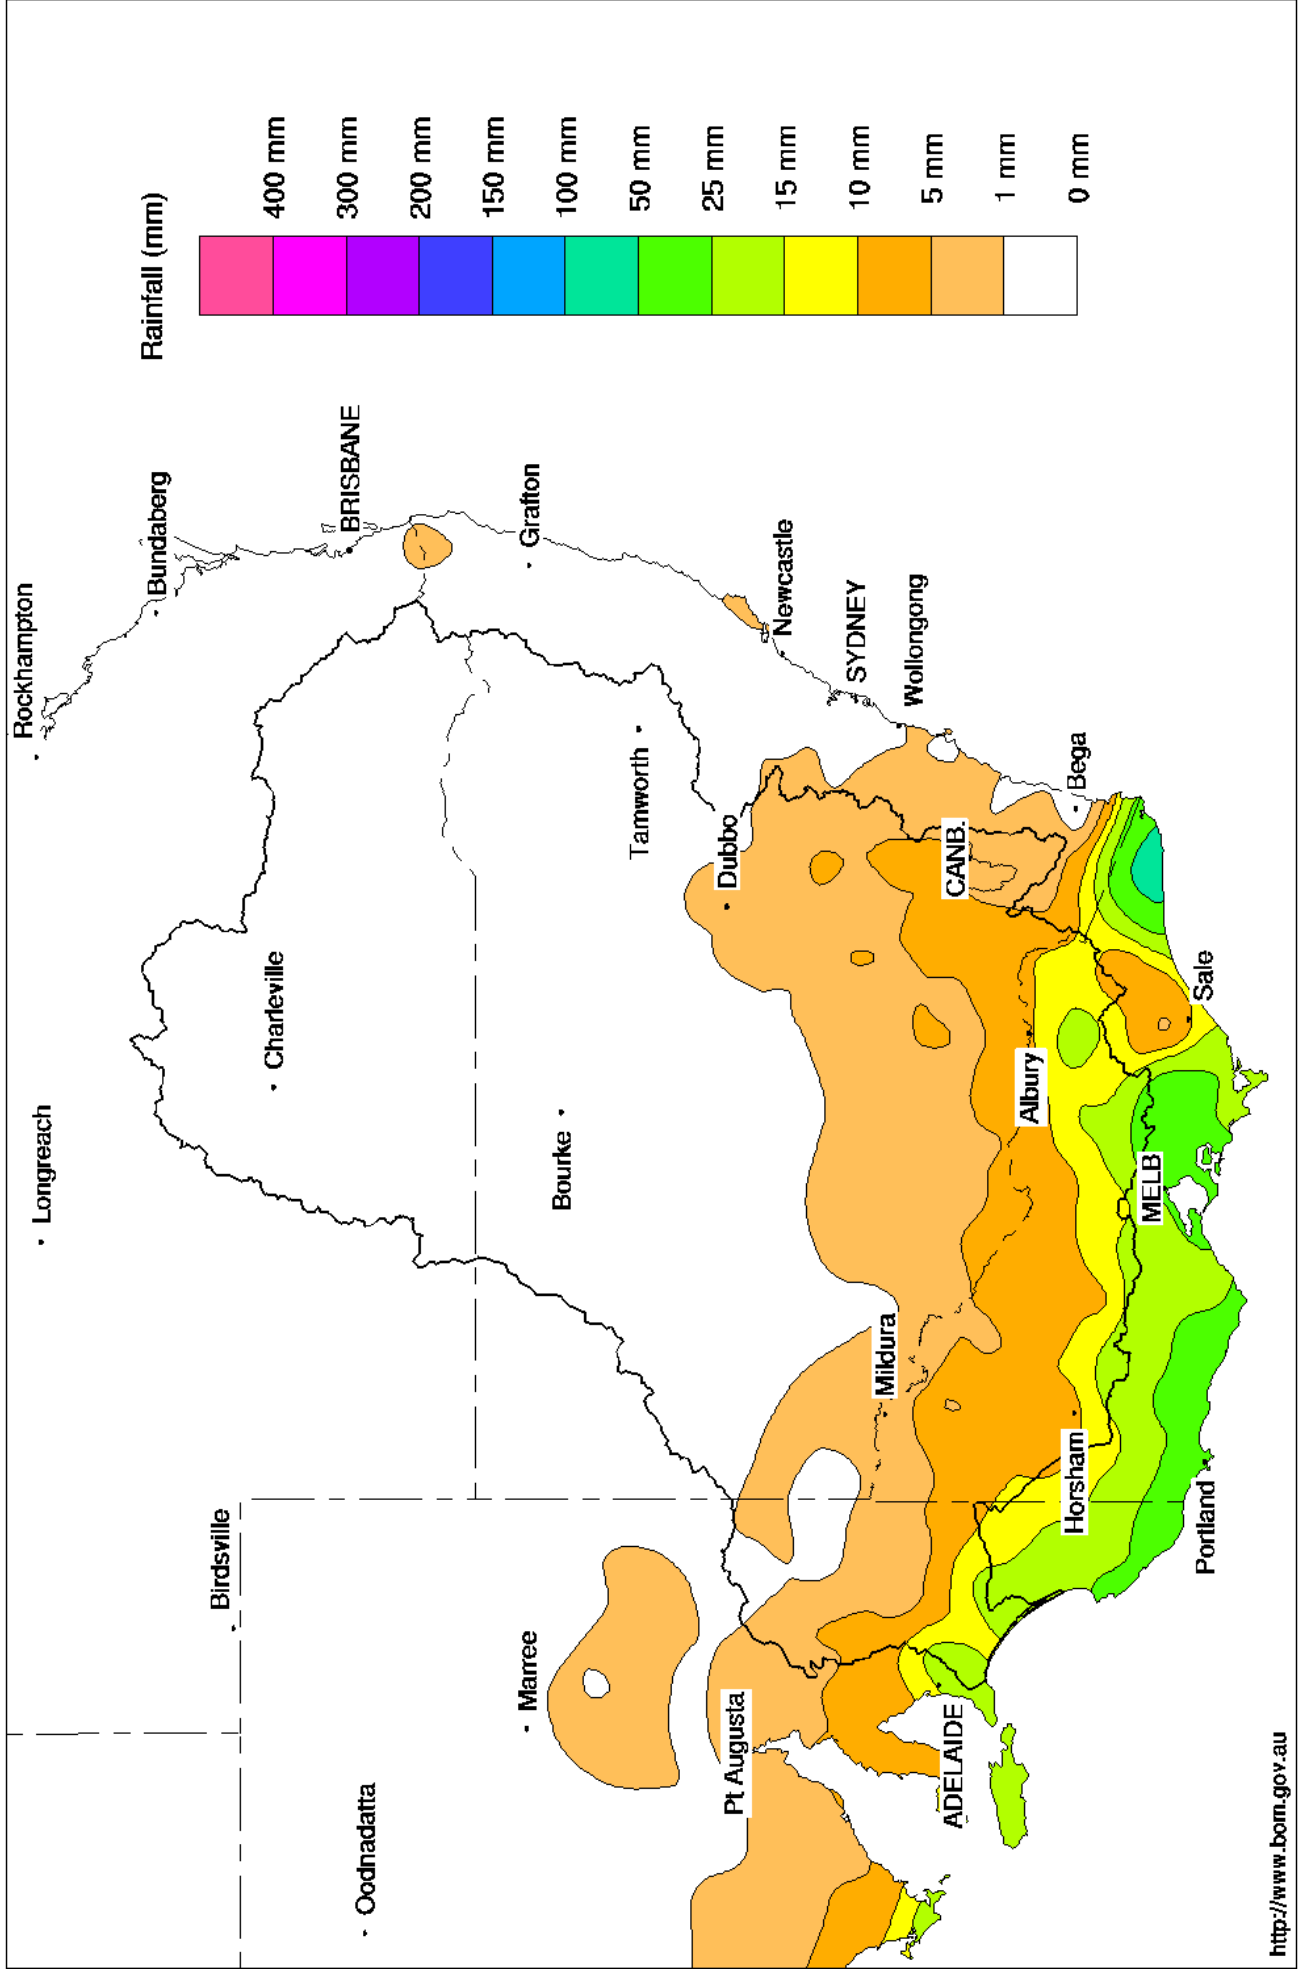 Rainfall (mm)
400 mm
300 mm
200 mm
150 mm
100 mm
50 mm
25 mm
15 mm
10 mm
5 mm
1 mm
0 mm
Rockhampton
Longreach
Bundaberg
Birdsville
Charleville
BRISBANE
Oodnadatta
Marree
Bourke
Grafton
Tamworth
Pt Augusta
Dubbo
Newcastle
SYDNEY
Mildura
Wollongong
ADELAIDE
CANB.
Albury
Horsham
Bega
MELB
Portland
Sale
http://www.bom.gov.au